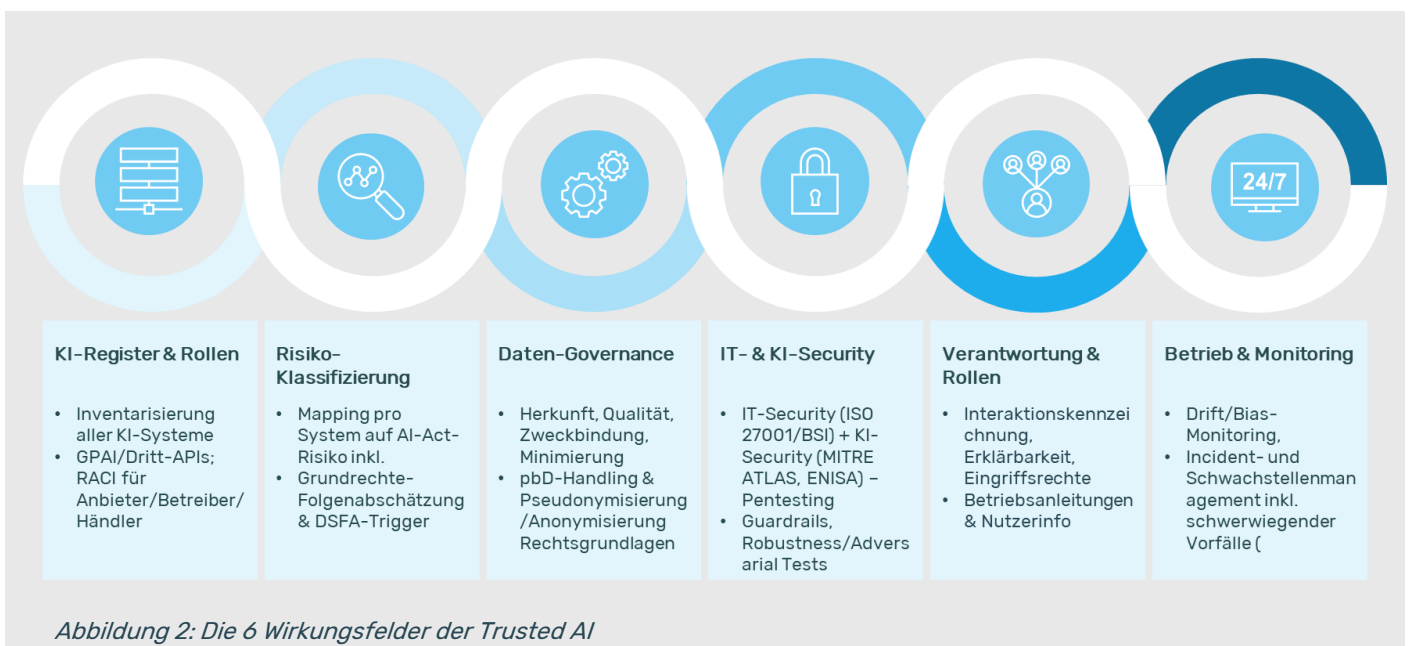 24/7
KI-Register & Rollen
• Inventarisierung
aller KI-Systeme
• GPAI/Dritt-APIs;
RACI für
Anbieter/Betreiber/
Händler
Risiko-
Klassifizierung
• Mapping pro
System auf AI-Act-
Risiko inkl.
• Grundrechte-
Folgenabschätzung
& DSFA-Trigger
Daten-Governance
• Herkunft, Qualität,
Zweckbindung,
Minimierung
• pbD-Handling &
Pseudonymisierung
/Anonymisierung
Rechtsgrundlagen
IT- & KI-Security
• IT-Security (ISO
27001/BSI) + KI-
Security (MITRE
ATLAS, ENISA) –
Pentesting
• Guardrails,
Robustness/Advers
arial Tests
Verantwortung &
Rollen
• Interaktionskennzei
chnung,
Erklärbarkeit,
Eingriffsrechte
• Betriebsanleitungen
& Nutzerinfo
Betrieb & Monitoring
• Drift/Bias-
Monitoring,
• Incident- und
Schwachstellenman
agement inkl.
schwerwiegender
Vorfälle (
Abbildung 2: Die 6 Wirkungsfelder der Trusted AI